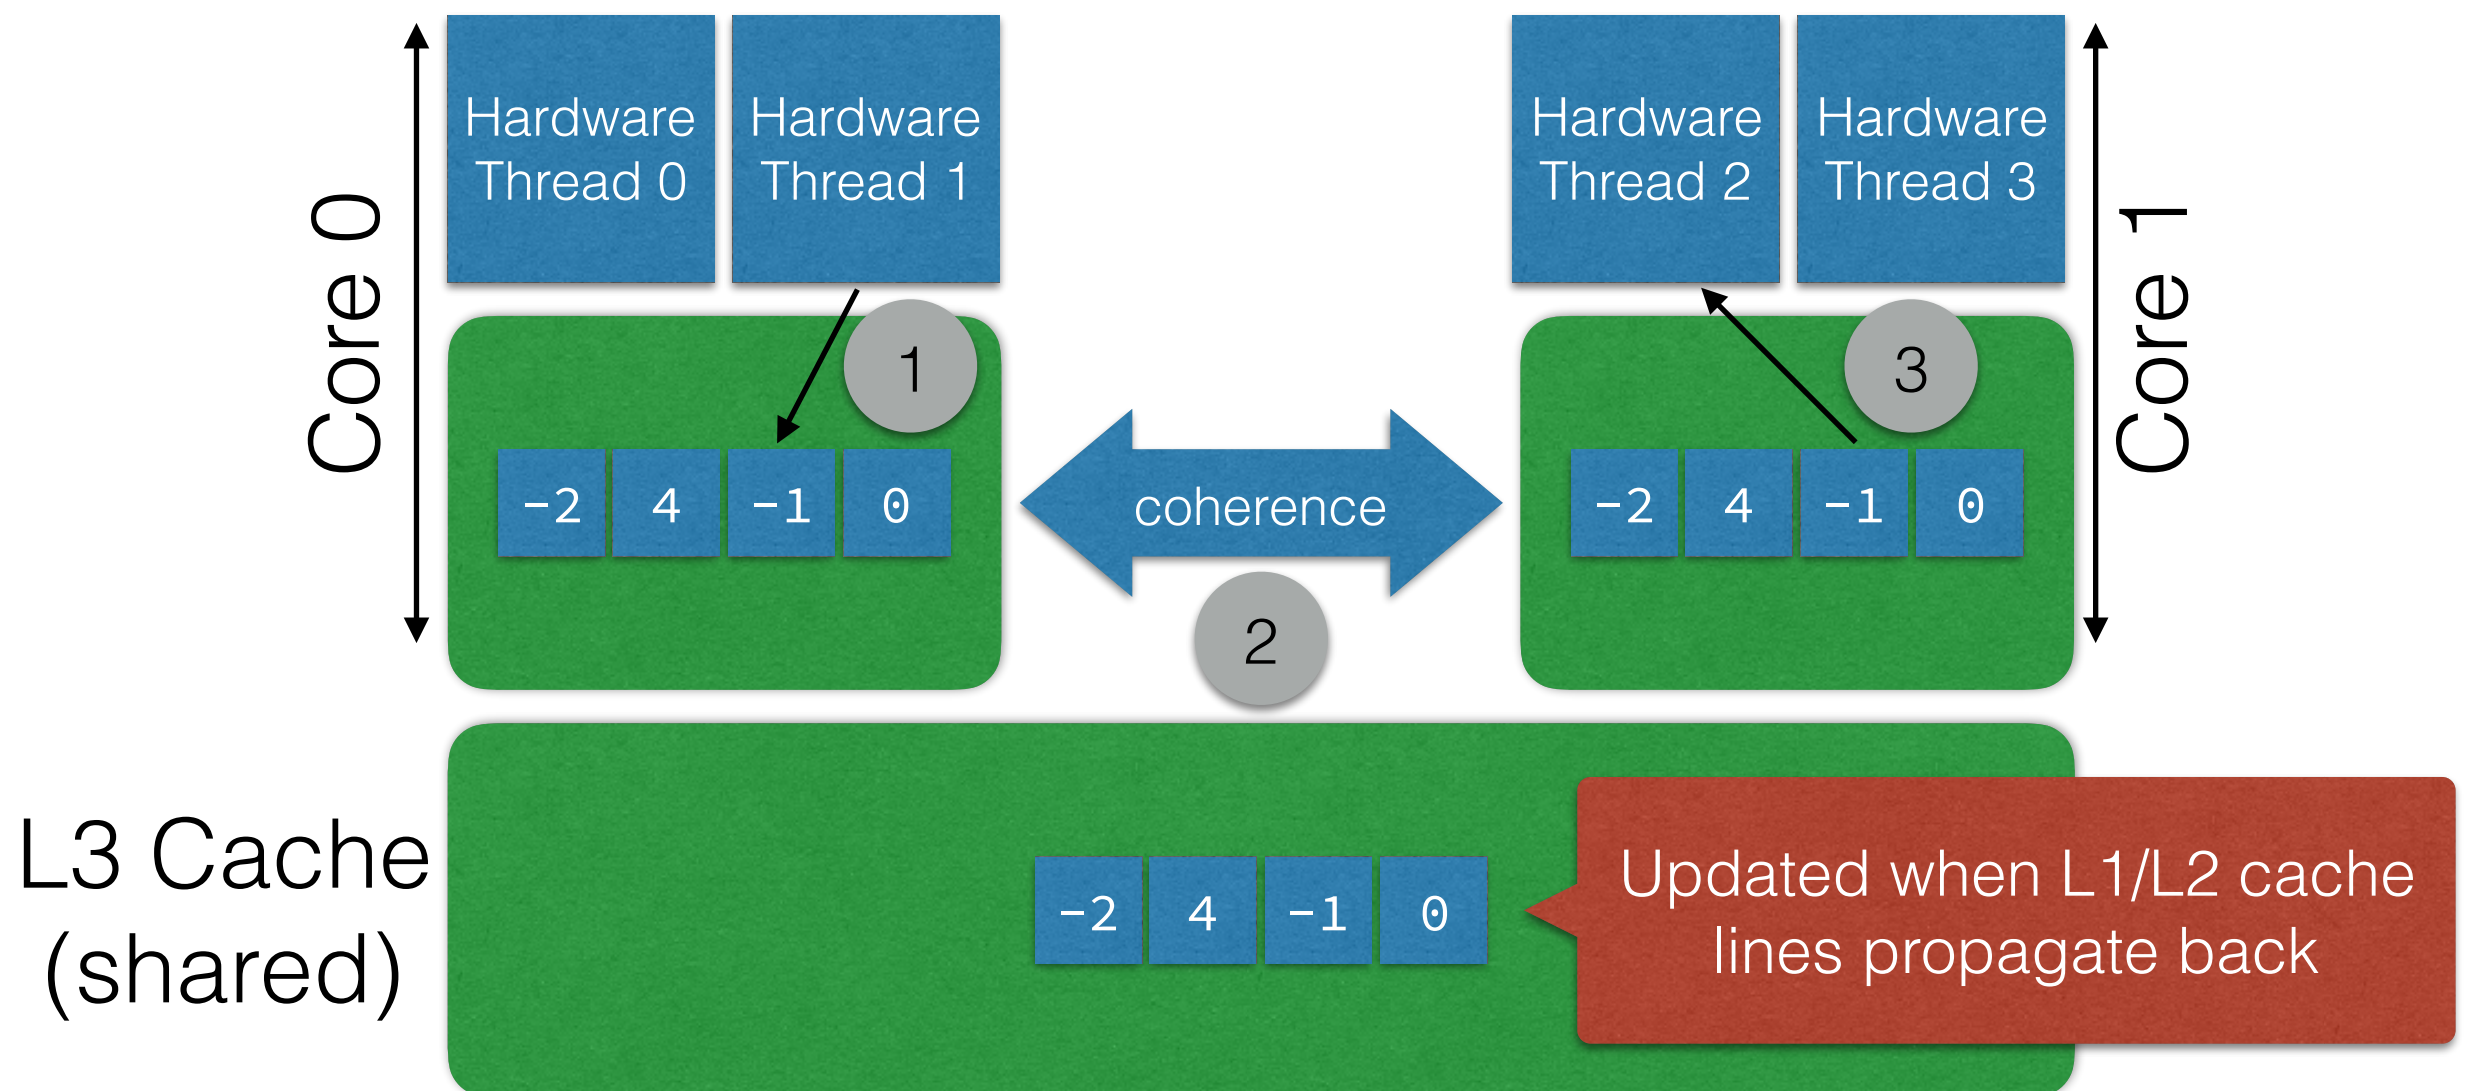 Core 0
Hardware
Thread 0
Hardware
Thread 1
Hardware
Thread 2
Hardware
Thread 3
Core 1
1
3
-2 4 -1 0
coherence
-2 4 -1 0
2
L3 Cache
(shared)
-2 4 -1 0
Updated when L1/L2 cache
lines propagate back